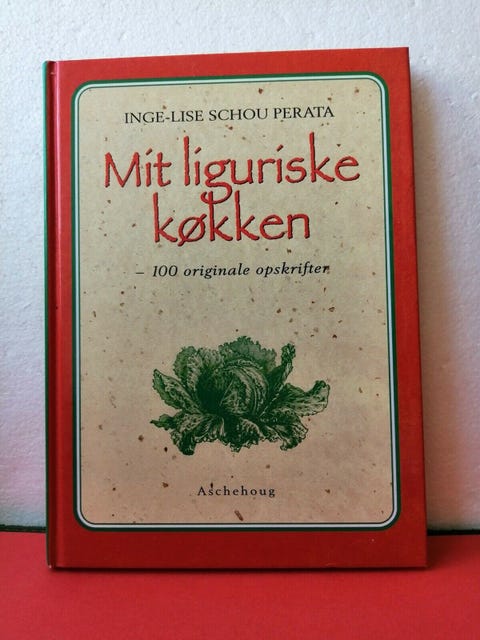 INGE-LISE SCHOU PERATA
Mit liguriske
køkken
– 100 originale opskrifter
Aschehoug